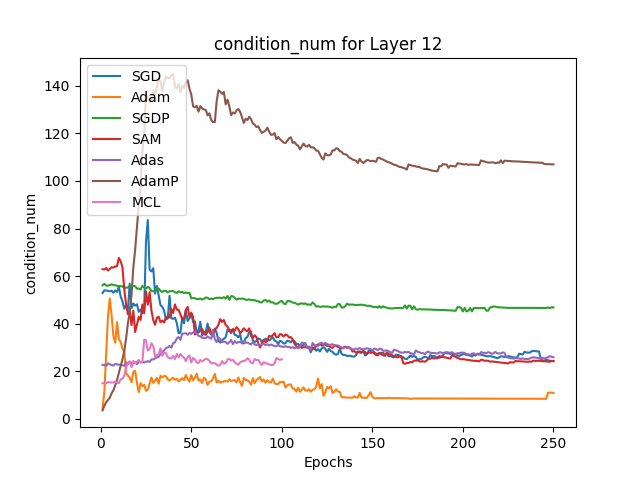 condition_num for Layer 12
SGD
Adam
SGDP
SAM
Adas
AdamP
MCL
condition_num
140
120
100
80
60
40
20
0
0 50 100 150 200 250
Epochs